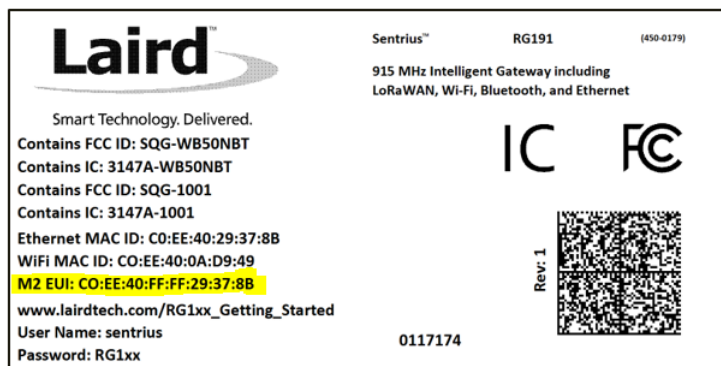 Laird™
Smart Technology. Delivered.
Contains FCC ID: SQG-WB50NBT
Contains IC: 3147A-WB50NBT
Contains FCC ID: SQG-1001
Contains IC: 3147A-1001
Ethernet MAC ID: C0:EE:40:29:37:8B
WiFi MAC ID: CO:EE:40:0A:D9:49
M2 EUI: CO:EE:40:FF:FF:29:37:8B
www.lairdtech.com/RG1xx_Getting_Started
User Name: sentrius
Password: RG1xx
Sentrius™ RG191 (450-0179)
915 MHz Intelligent Gateway including
LoRaWAN, Wi-Fi, Bluetooth, and Ethernet
IC FC
Rev: 1
0117174